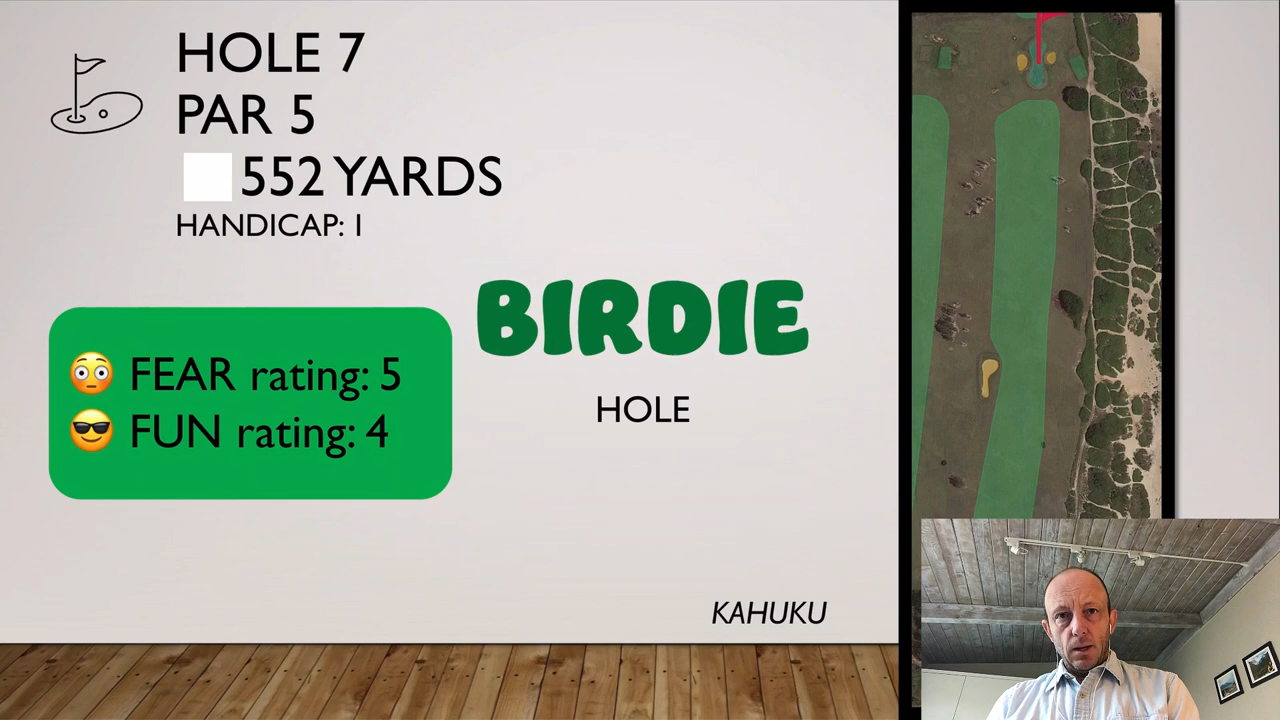 HOLE 7
PAR 5
552 YARDS
HANDICAP: 1
😳 FEAR rating: 5
😎 FUN rating: 4
BIRDIE
HOLE
KAHUKU